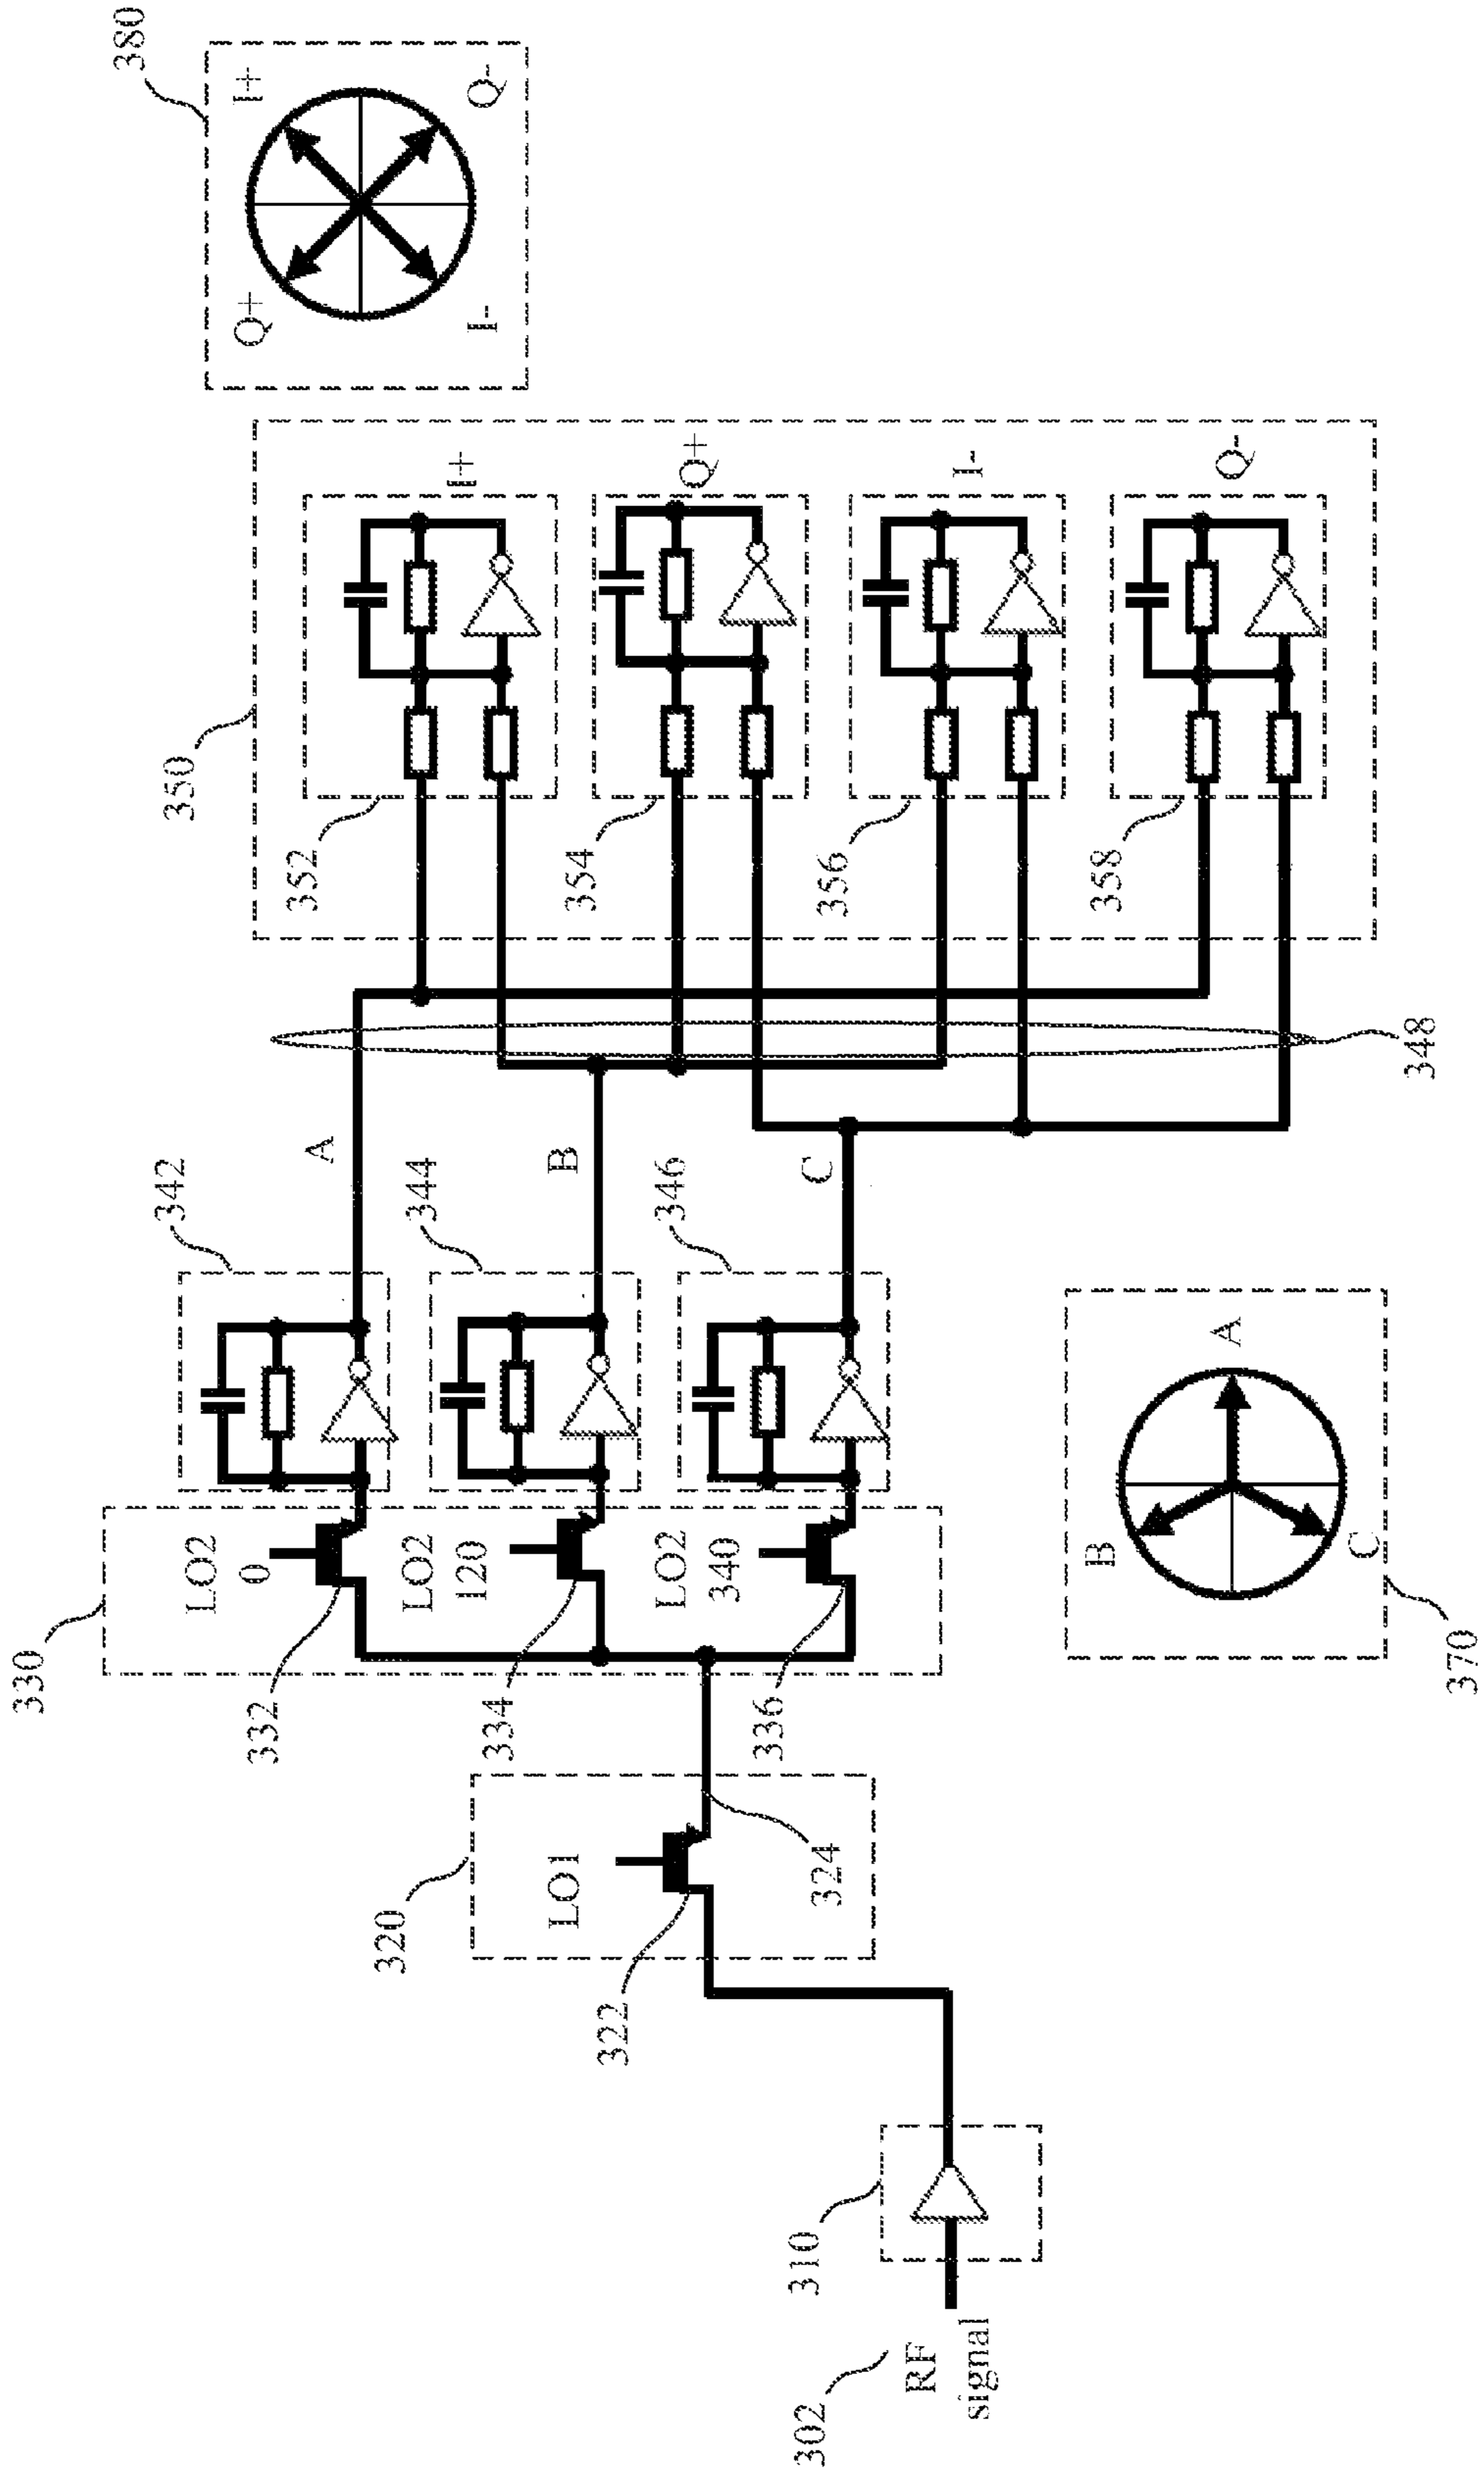 302
RF
signal
310
320
LO1
322
324
330
LO2
0
332
LO2
120
334
LO2
340
336
342
344
346
A
B
C
348
350
352
I+
354
Q+
356
I-
358
Q-
370
A
B
C
380
Q+
I+
I-
Q-